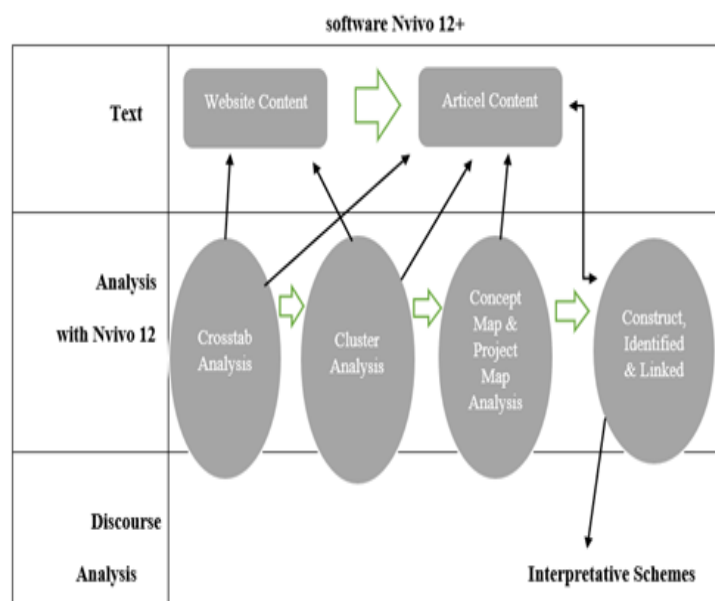 software Nvivo 12+
Text
Website Content
Articel Content
Analysis
with Nvivo 12
Crosstab
Analysis
Cluster
Analysis
Concept
Map &
Project
Map
Analysis
Construct,
Identified
& Linked
Discourse
Analysis
Interpretative Schemes